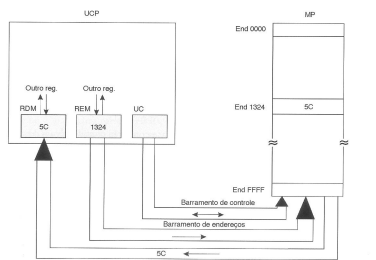 UCP
MP
End 0000
Outro reg.
Outro reg.
RDM
REM
UC
5C
1324
End 1324
5C
End FFFF
Barramento de controle
Barramento de endereços
5C